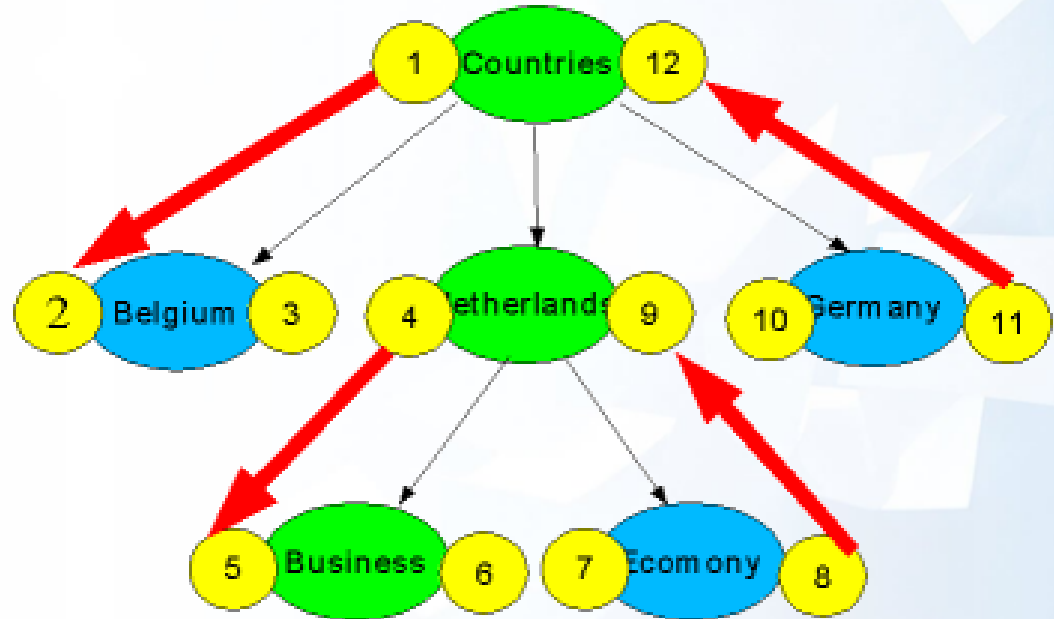 1 Countries 12
2 Belgium 3 4 etherlands 9 10 Germany 11
5 Business 6 7 Ecomony 8